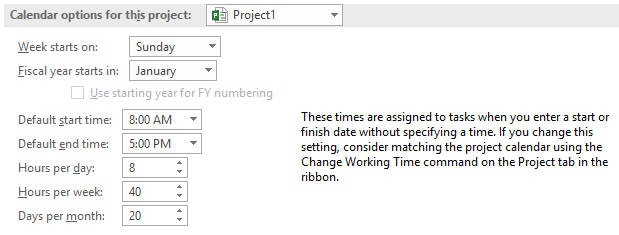 Calendar options for this project: Project1
Week starts on: Sunday
Fiscal year starts in: January
Use starting year for FY numbering
Default start time: 8:00 AM
Default end time: 5:00 PM
Hours per day: 8
Hours per week: 40
Days per month: 20
These times are assigned to tasks when you enter a start or
finish date without specifying a time. If you change this
setting, consider matching the project calendar using the
Change Working Time command on the Project tab in the
ribbon.